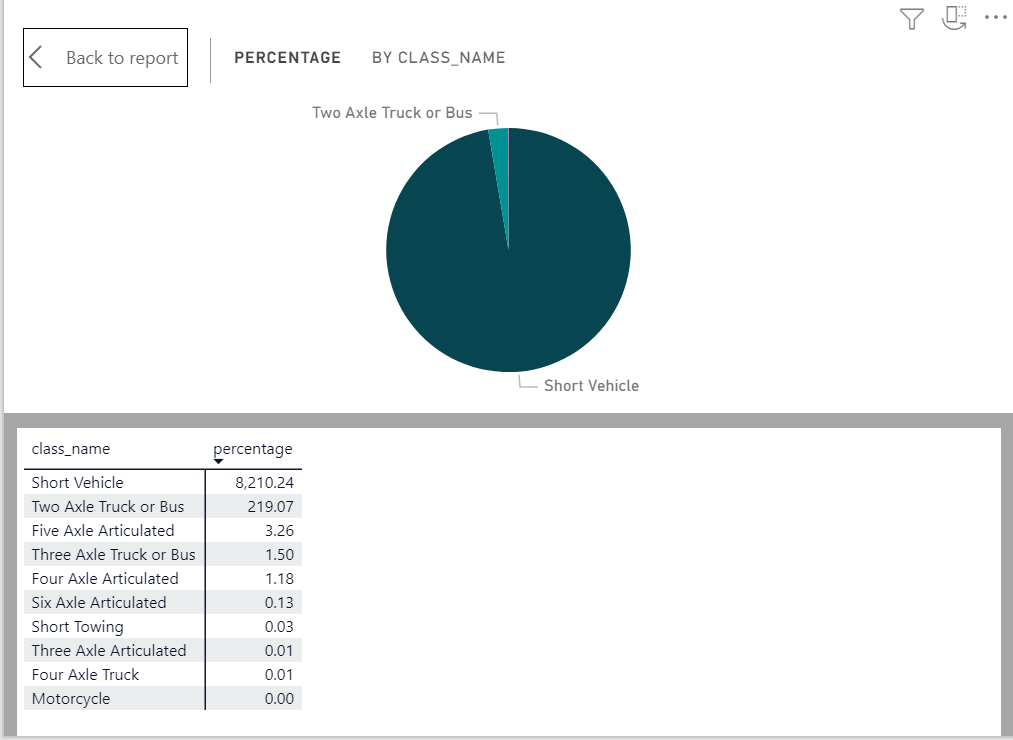 Back to report
PERCENTAGE BY CLASS_NAME
Two Axle Truck or Bus
Short Vehicle
class_name percentage
Short Vehicle 8,210.24
Two Axle Truck or Bus 219.07
Five Axle Articulated 3.26
Three Axle Truck or Bus 1.50
Four Axle Articulated 1.18
Six Axle Articulated 0.13
Short Towing 0.03
Three Axle Articulated 0.01
Four Axle Truck 0.01
Motorcycle 0.00